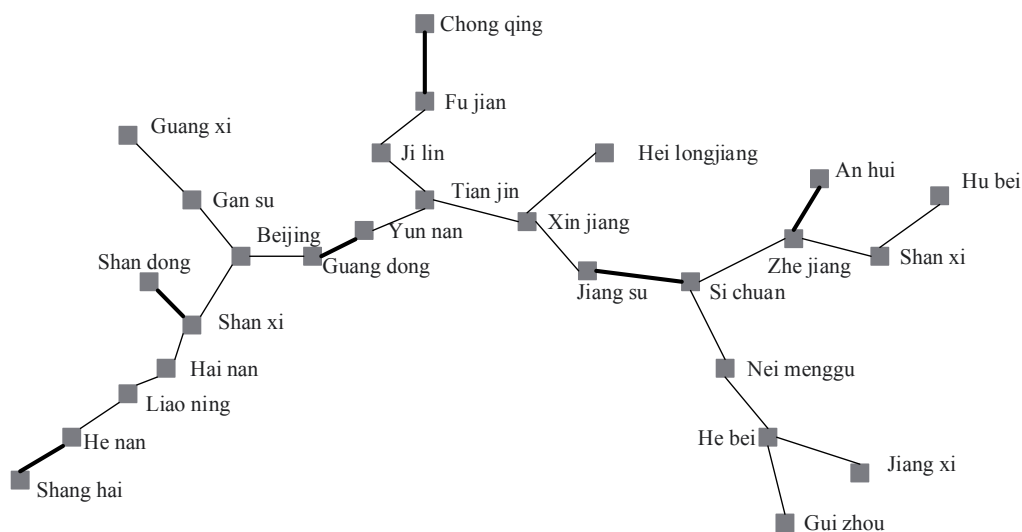 Chong qing
Fu jian
Guang xi
Ji lin
Hei longjiang
An hui
Hu bei
Gan su
Tian jin
Beijing
Yun nan
Xin jiang
Shan dong
Guang dong
Zhe jiang
Shan xi
Jiang su
Si chuan
Shan xi
Hai nan
Nei menggu
Liao ning
He nan
He bei
Jiang xi
Shang hai
Gui zhou